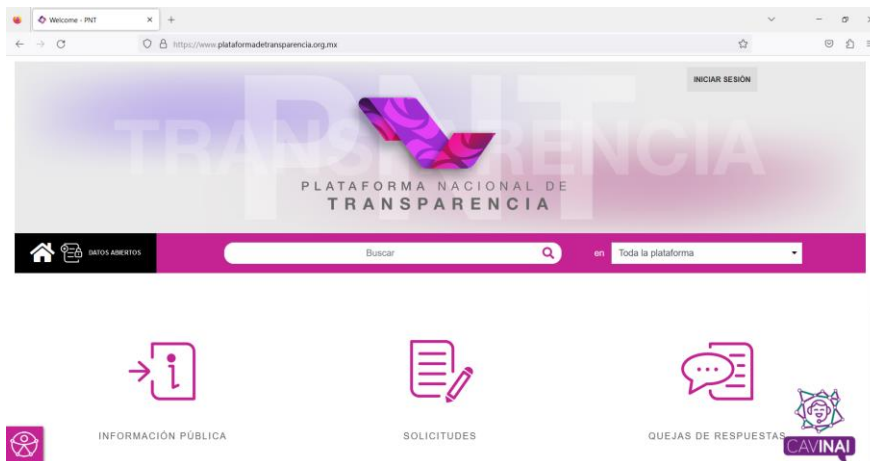 Welcome - PNT
https://www.plataformadetransparencia.org.mx
INICIAR SESIÓN
PNT
TRANSPARENCIA
PLATAFORMA NACIONAL DE
TRANSPARENCIA
DATOS ABIERTOS
Buscar
en
Toda la plataforma
INFORMACIÓN PÚBLICA
SOLICITUDES
QUEJAS DE RESPUESTAS
CAVINAI